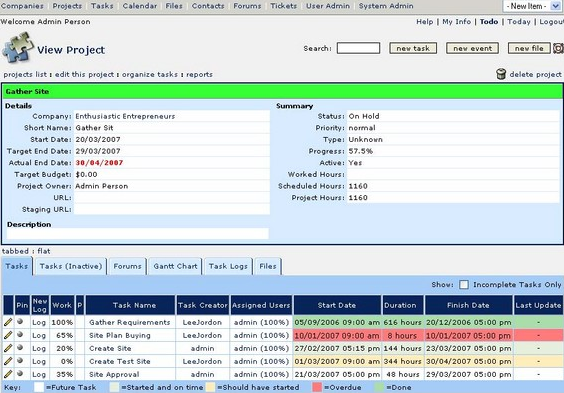 Companies Projects Tasks Calendar Files Contacts Forums Tickets User Admin System Admin - New Item -
Welcome Admin Person Help | My Info | Todo | Today | Logout
View Project Search: new task new event new file
projects list : edit this project : organize tasks : reports delete project
Gather Site
Details Summary
Company: Enthusiastic Entrepreneurs Status: On Hold
Short Name: Gather Sit Priority: normal
Start Date: 20/03/2007 Type: Unknown
Target End Date: 29/03/2007 Progress: 57.5%
Actual End Date: 30/04/2007 Active: Yes
Target Budget: $0.00 Worked Hours:
Project Owner: Admin Person Scheduled Hours: 1160
URL: Project Hours: 1160
Staging URL:
Description
tabbed : flat
Tasks Tasks (Inactive) Forums Gantt Chart Task Logs Files
Show: Incomplete Tasks Only
Pin New Log Work P Task Name Task Creator Assigned Users Start Date Duration Finish Date Last Update
Log 100% Gather Requirements LeeJordon admin (100%) 05/09/2006 09:00 am 616 hours 20/12/2006 05:00 pm -
Log 65% Site Plan Buying LeeJordon admin (100%) 10/01/2007 09:00 am 8 hours 10/01/2007 05:00 pm -
Log 20% Create Site admin admin (100%) 27/02/2007 05:15 pm 144 hours 23/03/2007 05:00 pm -
Log 0% Create Test Site LeeJordon admin (100%) 01/03/2007 09:00 am 344 hours 30/04/2007 05:00 pm -
Log 35% Site Approval admin admin (100%) 21/03/2007 05:00 pm 48 hours 29/03/2007 05:00 pm -
Key: =Future Task =Started and on time =Should have started =Overdue =Done